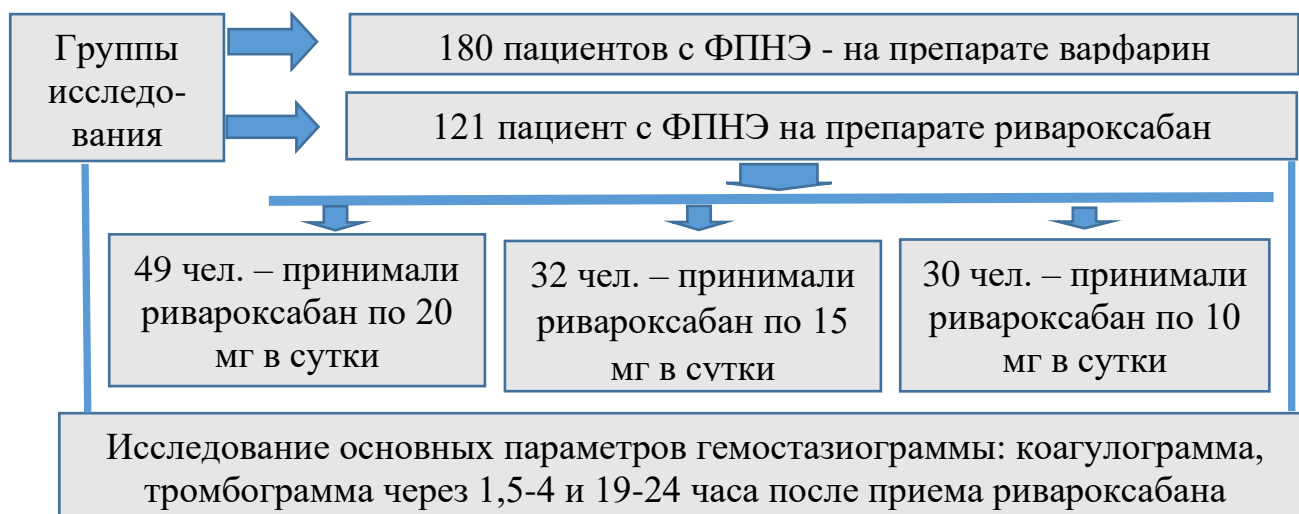 Группы
исследо-
вания
180 пациентов с ФПНЭ - на препарате варфарин
121 пациент с ФПНЭ на препарате ривароксабан
49 чел. – принимали
ривароксабан по 20
мг в сутки
32 чел. – принимали
ривароксабан по 15
мг в сутки
30 чел. – принимали
ривароксабан по 10
мг в сутки
Исследование основных параметров гемостазиограммы: коагулограмма,
тромбограмма через 1,5-4 и 19-24 часа после приема ривароксабана